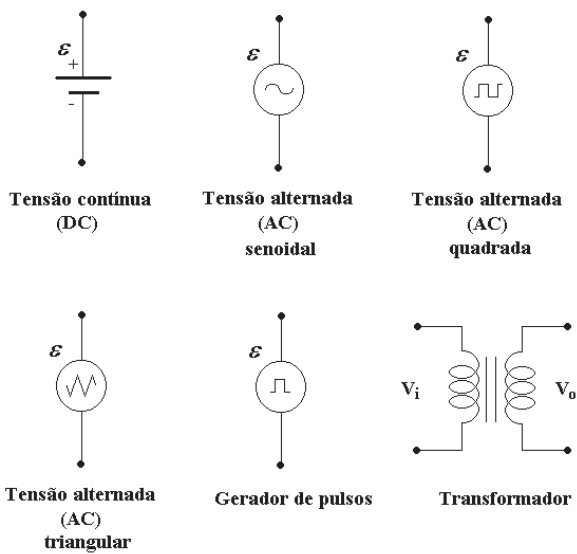 ε
+
-
Tensão contínua
(DC)
ε
Tensão alternada
(AC)
senoidal
ε
Tensão alternada
(AC)
quadrada
ε
Tensão alternada
(AC)
triangular
ε
Gerador de pulsos
Vi
Vo
Transformador